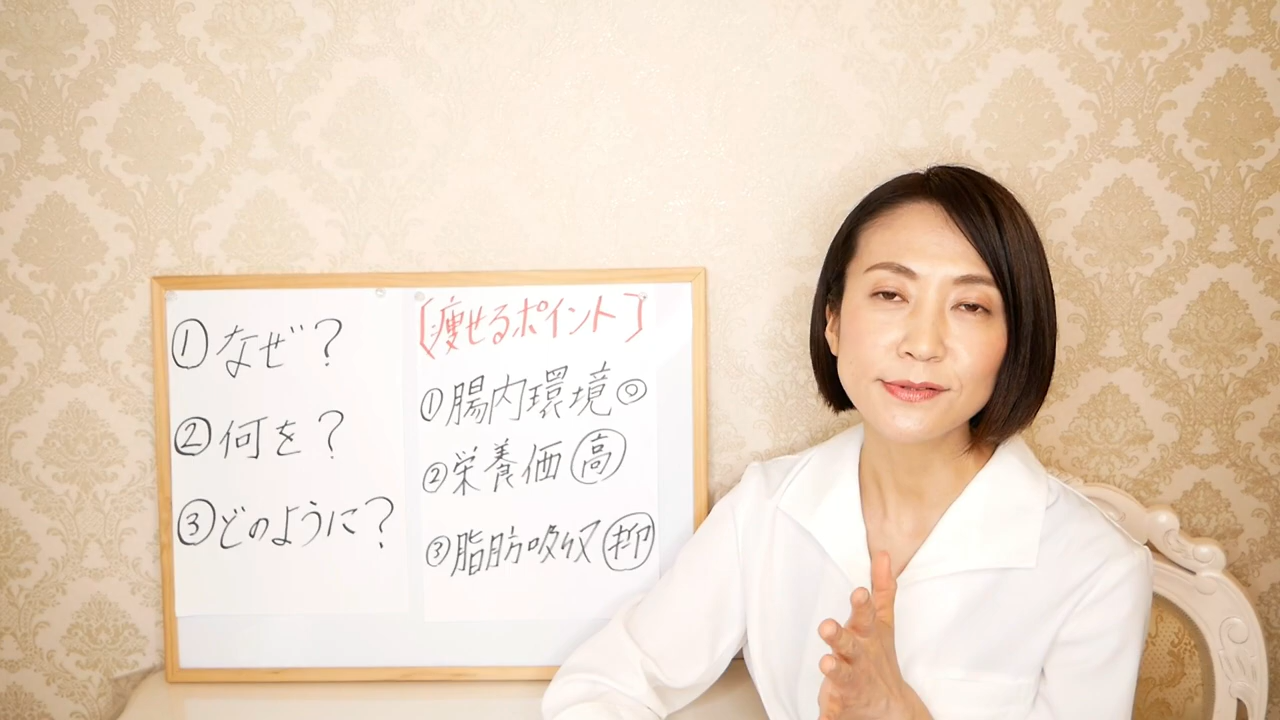 ①なぜ?
②何を?
③どのように?
[痩せるポイント]
①腸内環境◎
②栄養価高
③脂肪吸収抑